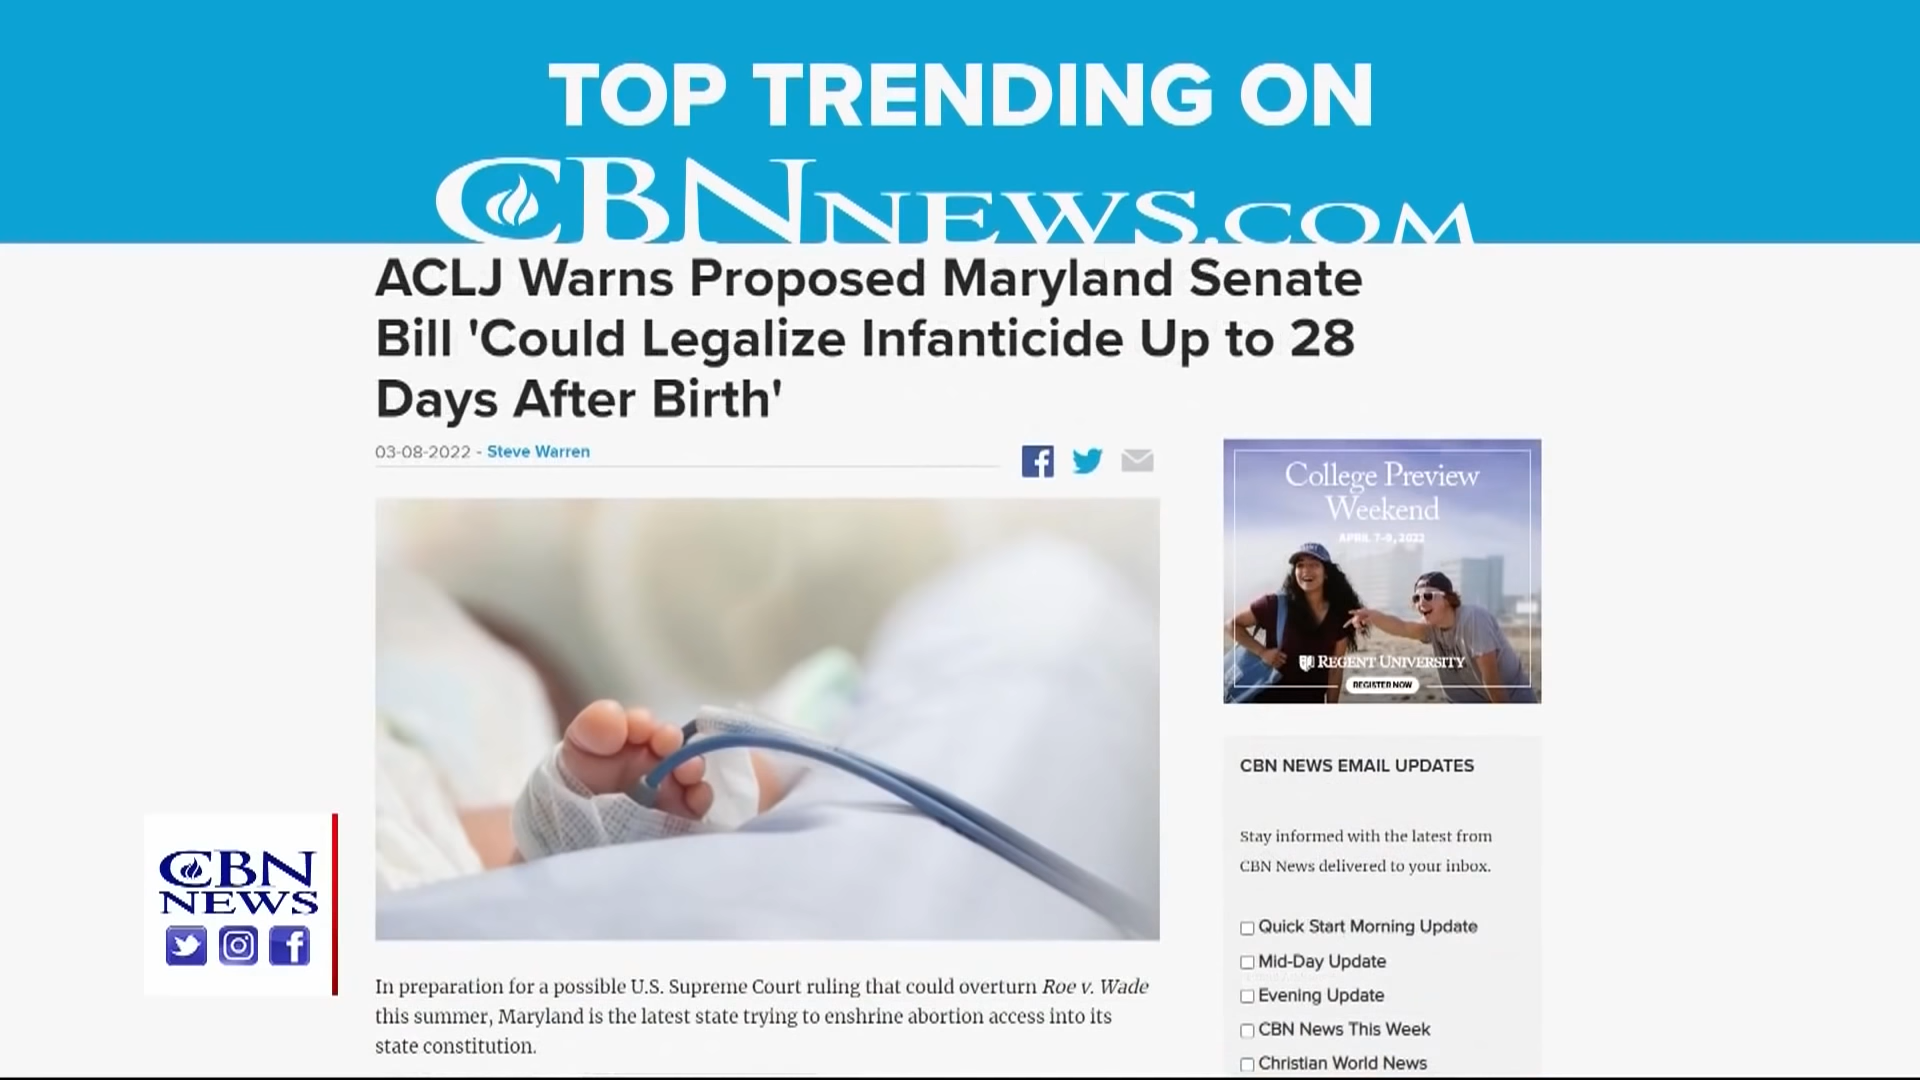 TOP TRENDING ON
CBNNEWS.COM
ACLJ Warns Proposed Maryland Senate
Bill 'Could Legalize Infanticide Up to 28
Days After Birth'
03-08-2022 - Steve Warren
College Preview
Weekend
APRIL 7-9, 2022
REGENT UNIVERSITY
REGISTER NOW
CBN NEWS EMAIL UPDATES
Stay informed with the latest from
CBN News delivered to your inbox.
Quick Start Morning Update
Mid-Day Update
Evening Update
CBN News This Week
Christian World News
CBN
NEWS
In preparation for a possible U.S. Supreme Court ruling that could overturn Roe v. Wade
this summer, Maryland is the latest state trying to enshrine abortion access into its
state constitution.